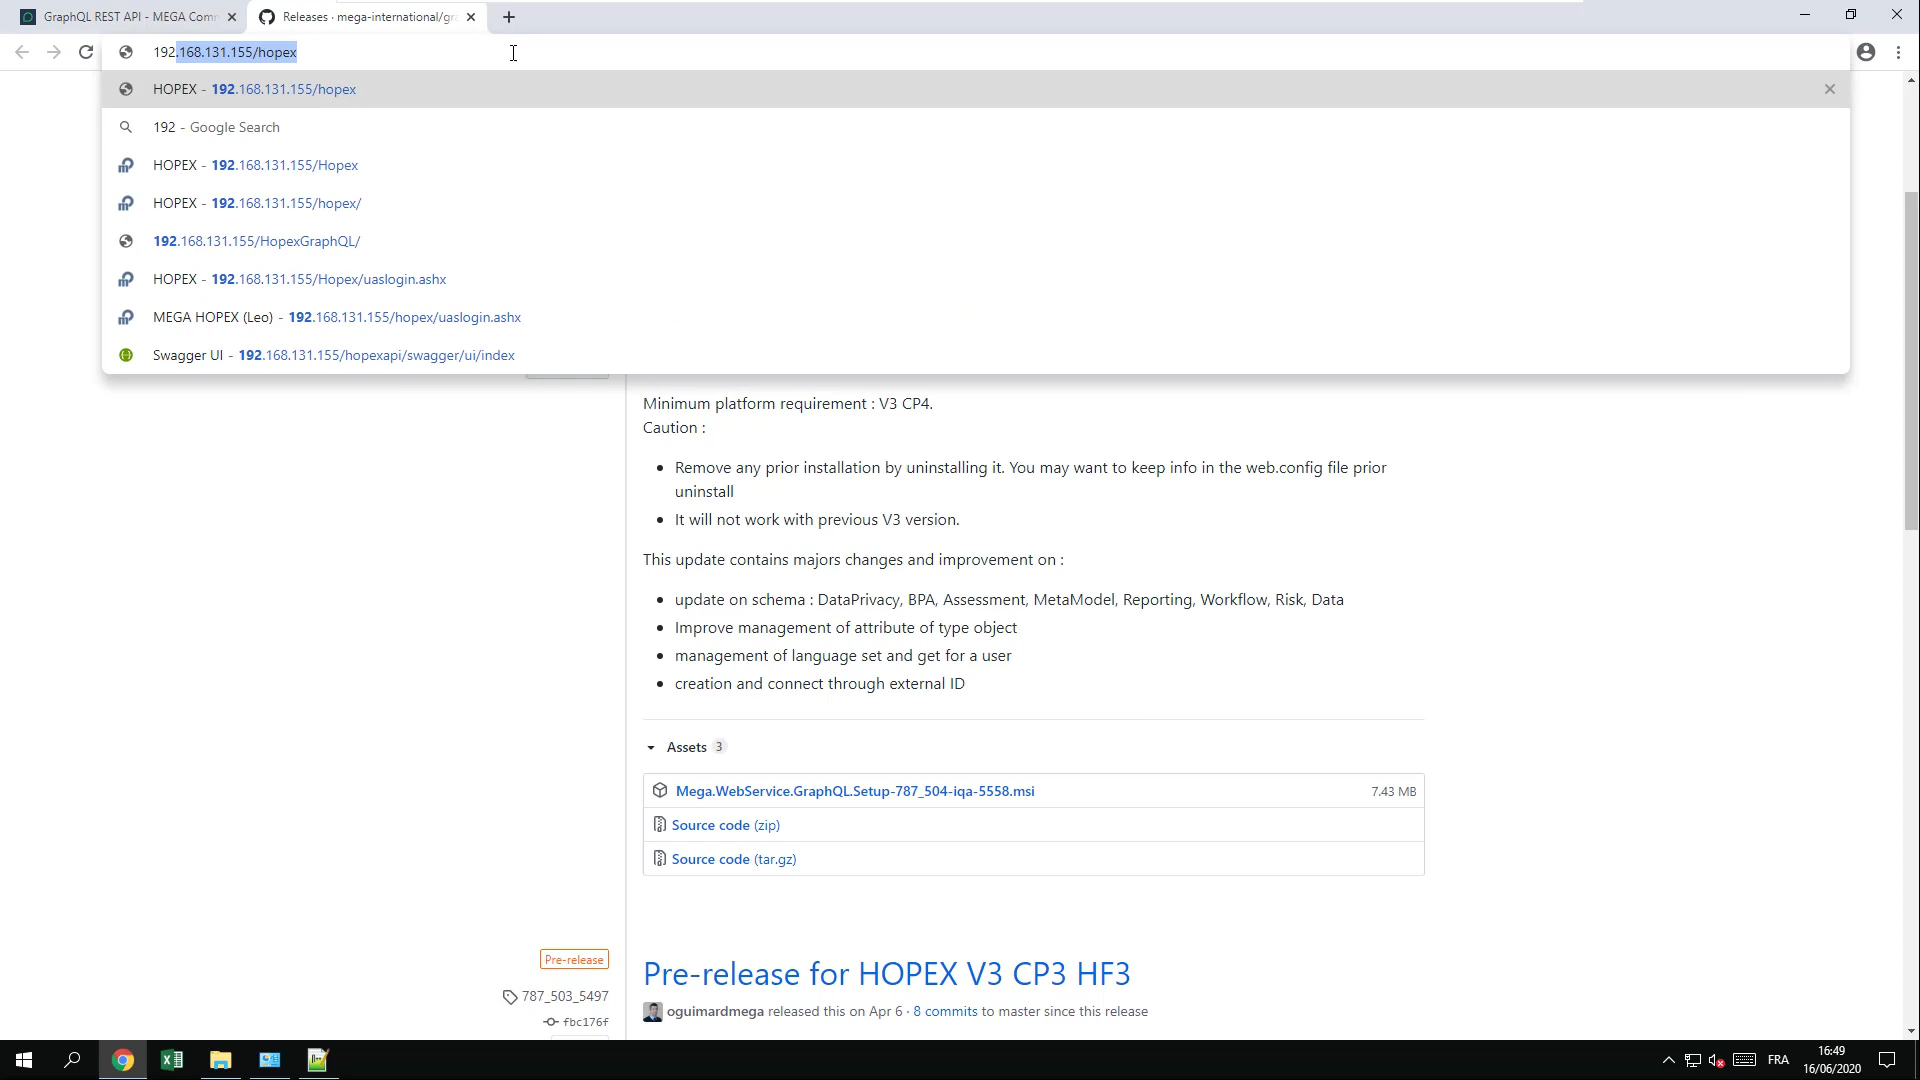 GraphQL REST API - MEGA Com
Releases · mega-international/gr
192.168.131.155/hopex
HOPEX - 192.168.131.155/hopex
192 - Google Search
HOPEX - 192.168.131.155/Hopex
HOPEX - 192.168.131.155/hopex/
192.168.131.155/HopexGraphQL/
HOPEX - 192.168.131.155/Hopex/uaslogin.ashx
MEGA HOPEX (Leo) - 192.168.131.155/hopex/uaslogin.ashx
Swagger UI - 192.168.131.155/hopexapi/swagger/ui/index
Minimum platform requirement : V3 CP4.
Caution :
• Remove any prior installation by uninstalling it. You may want to keep info in the web.config file prior
uninstall
• It will not work with previous V3 version.
This update contains majors changes and improvement on :
• update on schema : DataPrivacy, BPA, Assessment, MetaModel, Reporting, Workflow, Risk, Data
• Improve management of attribute of type object
• management of language set and get for a user
• creation and connect through external ID
Assets 3
Mega.WebService.GraphQL.Setup-787_504-iqa-5558.msi 7.43 MB
Source code (zip)
Source code (tar.gz)
Pre-release
787_503_5497
fbc176f
Pre-release for HOPEX V3 CP3 HF3
oguimardmega released this on Apr 6 · 8 commits to master since this release
FRA
16:49
16/06/2020